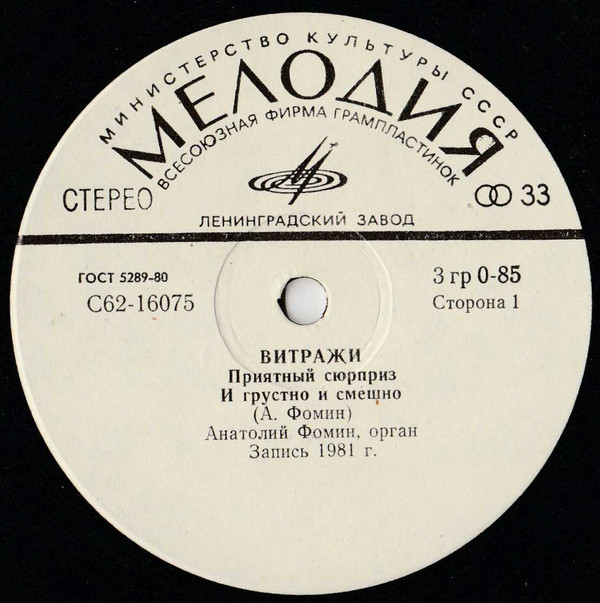 МИНИСТЕРСТВО КУЛЬТУРЫ СССР
МЕЛОДИЯ
ВСЕСОЮЗНАЯ ФИРМА ГРАМПЛАСТИНОК
СТЕРЕО
33
ЛЕНИНГРАДСКИЙ ЗАВОД
ГОСТ 5289-80
3 гр 0-85
С62-16075
Сторона 1
ВИТРАЖИ
Приятный сюрприз
И грустно и смешно
(А. Фомин)
Анатолий Фомин, орган
Запись 1981 г.